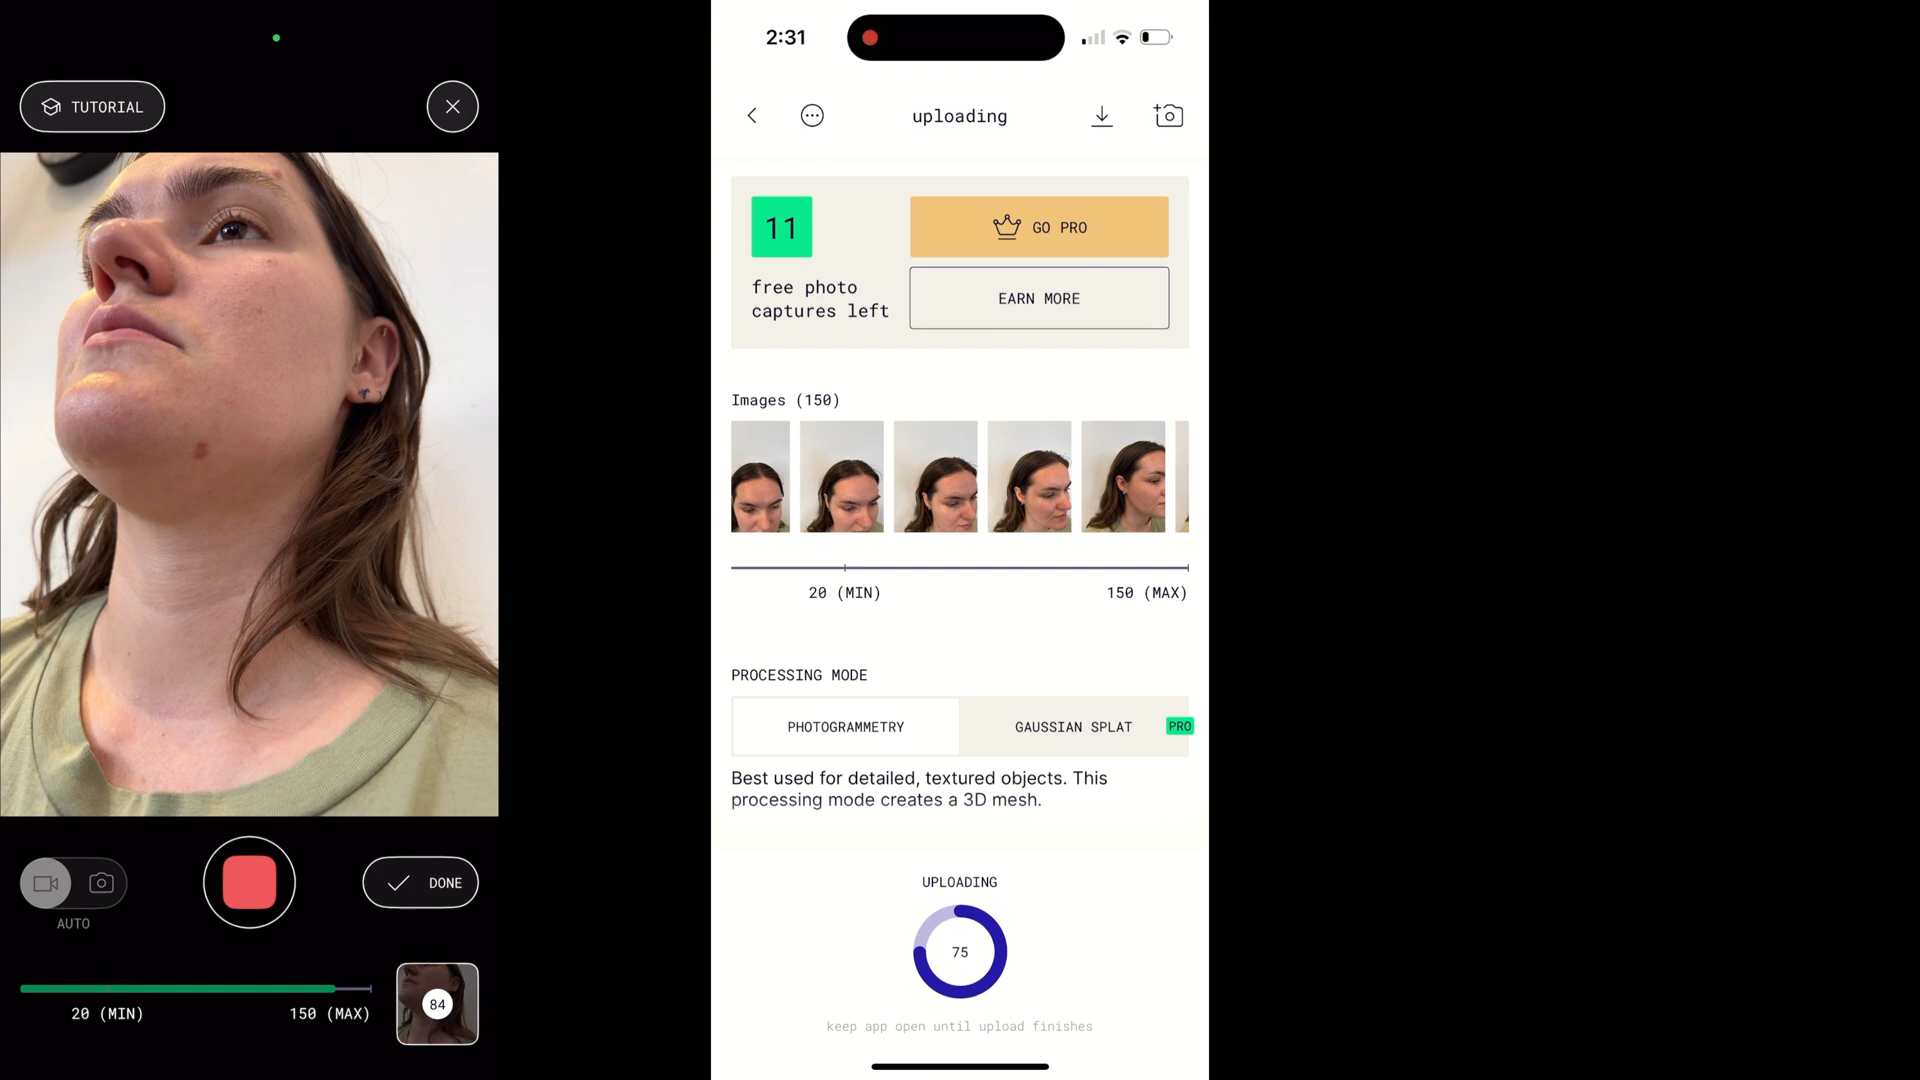 TUTORIAL
DONE
AUTO
20 (MIN)
150 (MAX)
84
2:31
uploading
11
free photo
captures left
GO PRO
EARN MORE
Images (150)
20 (MIN)
150 (MAX)
PROCESSING MODE
PHOTOGRAMMETRY
GAUSSIAN SPLAT
PRO
Best used for detailed, textured objects. This
processing mode creates a 3D mesh.
UPLOADING
75
keep app open until upload finishes